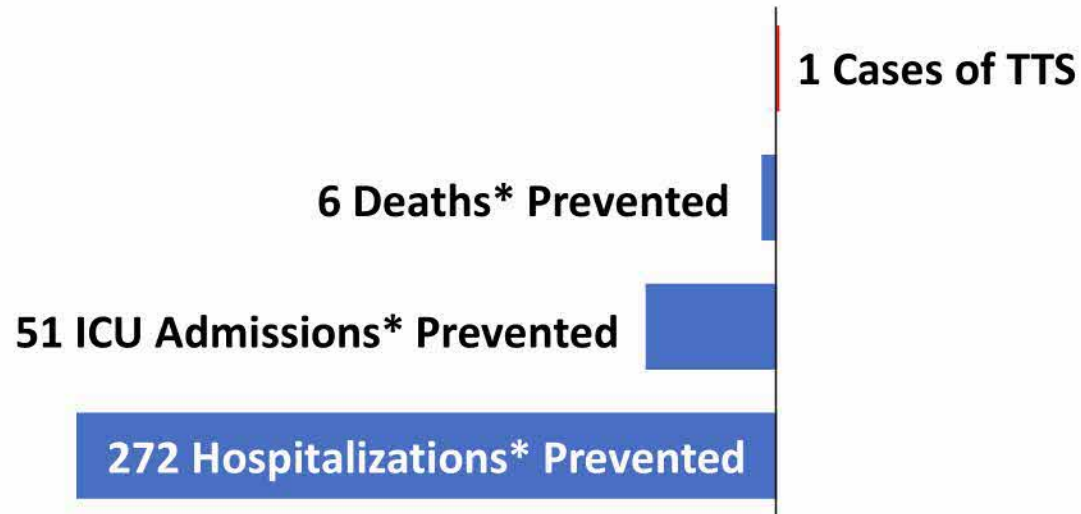 1 Cases of TTS
6 Deaths* Prevented
51 ICU Admissions* Prevented
272 Hospitalizations* Prevented